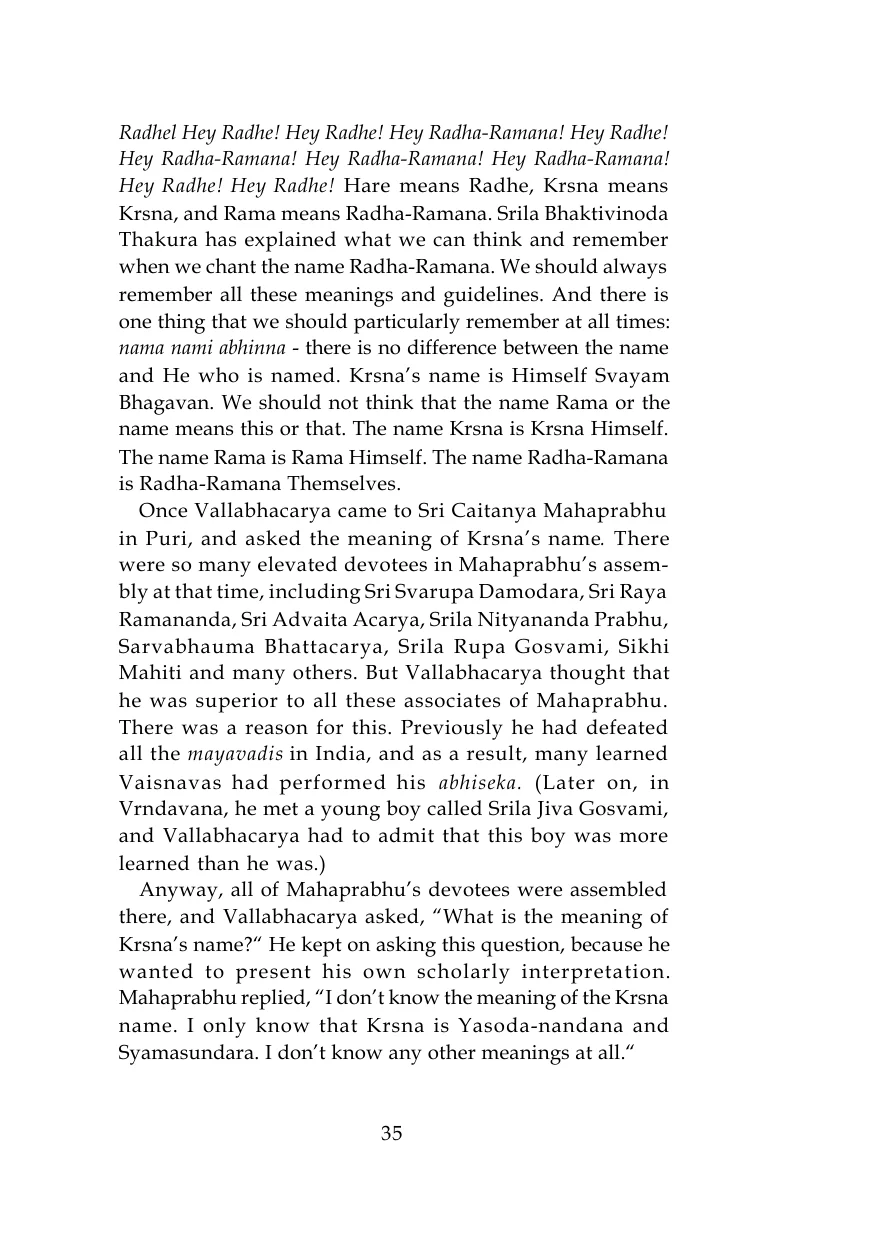 Radhel Hey Radhe! Hey Radhe! Hey Radha-Ramana! Hey Radhe!
Hey Radha-Ramana! Hey Radha-Ramana! Hey Radha-Ramana!
Hey Radhe! Hey Radhe! Hare means Radhe, Krsna means
Krsna, and Rama means Radha-Ramana. Srila Bhaktivinoda
Thakura has explained what we can think and remember
when we chant the name Radha-Ramana. We should always
remember all these meanings and guidelines. And there is
one thing that we should particularly remember at all times:
nama nami abhinna - there is no difference between the name
and He who is named. Krsna’s name is Himself Svayam
Bhagavan. We should not think that the name Rama or the
name means this or that. The name Krsna is Krsna Himself.
The name Rama is Rama Himself. The name Radha-Ramana
is Radha-Ramana Themselves.
Once Vallabhacarya came to Sri Caitanya Mahaprabhu
in Puri, and asked the meaning of Krsna’s name. There
were so many elevated devotees in Mahaprabhu’s assem-
bly at that time, including Sri Svarupa Damodara, Sri Raya
Ramananda, Sri Advaita Acarya, Srila Nityananda Prabhu,
Sarvabhauma Bhattacarya, Srila Rupa Gosvami, Sikhi
Mahiti and many others. But Vallabhacarya thought that
he was superior to all these associates of Mahaprabhu.
There was a reason for this. Previously he had defeated
all the mayavadis in India, and as a result, many learned
Vaisnavas had performed his abhiseka. (Later on, in
Vrndavana, he met a young boy called Srila Jiva Gosvami,
and Vallabhacarya had to admit that this boy was more
learned than he was.)
Anyway, all of Mahaprabhu’s devotees were assembled
there, and Vallabhacarya asked, “What is the meaning of
Krsna’s name?“ He kept on asking this question, because he
wanted to present his own scholarly interpretation.
Mahaprabhu replied, “I don’t know the meaning of the Krsna
name. I only know that Krsna is Yasoda-nandana and
Syamasundara. I don’t know any other meanings at all.“
35